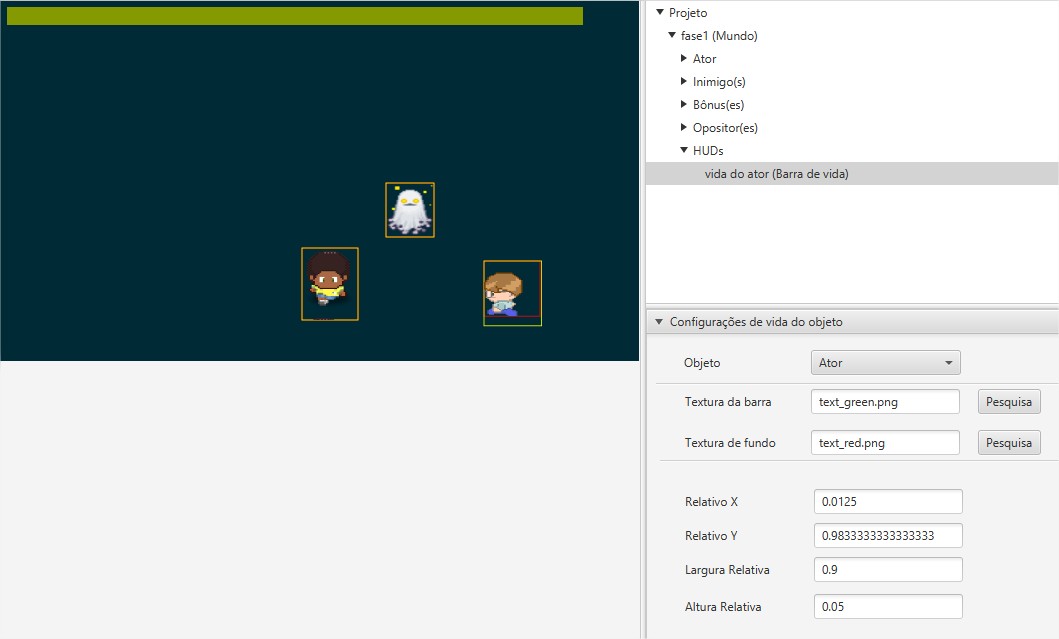 Projeto
fase1 (Mundo)
Ator
Inimigo(s)
Bônus(es)
Opositor(es)
HUDs
vida do ator (Barra de vida)
Configurações de vida do objeto
Objeto Ator
Textura da barra text_green.png Pesquisa
Textura de fundo text_red.png Pesquisa
Relativo X 0.0125
Relativo Y 0.9833333333333333
Largura Relativa 0.9
Altura Relativa 0.05